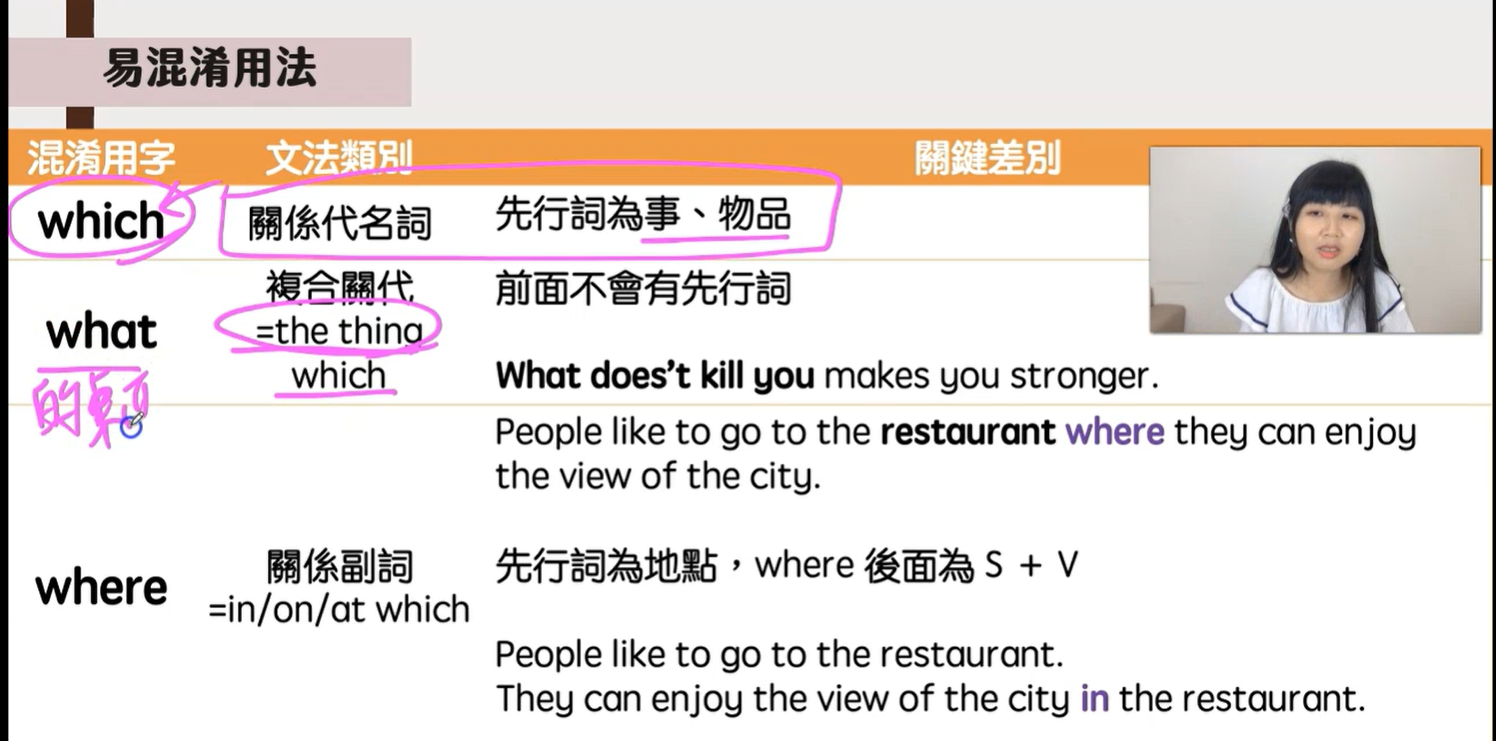 易混淆用法
混淆用字 文法類別 關鍵差別
which 關係代名詞 先行詞為事、物品
what 複合關代 前面不會有先行詞
=the thing
which What does't kill you makes you stronger.
的
People like to go to the restaurant where they can enjoy
the view of the city.
where 關係副詞 先行詞為地點，where 後面為 S + V
=in/on/at which
People like to go to the restaurant.
They can enjoy the view of the city in the restaurant.